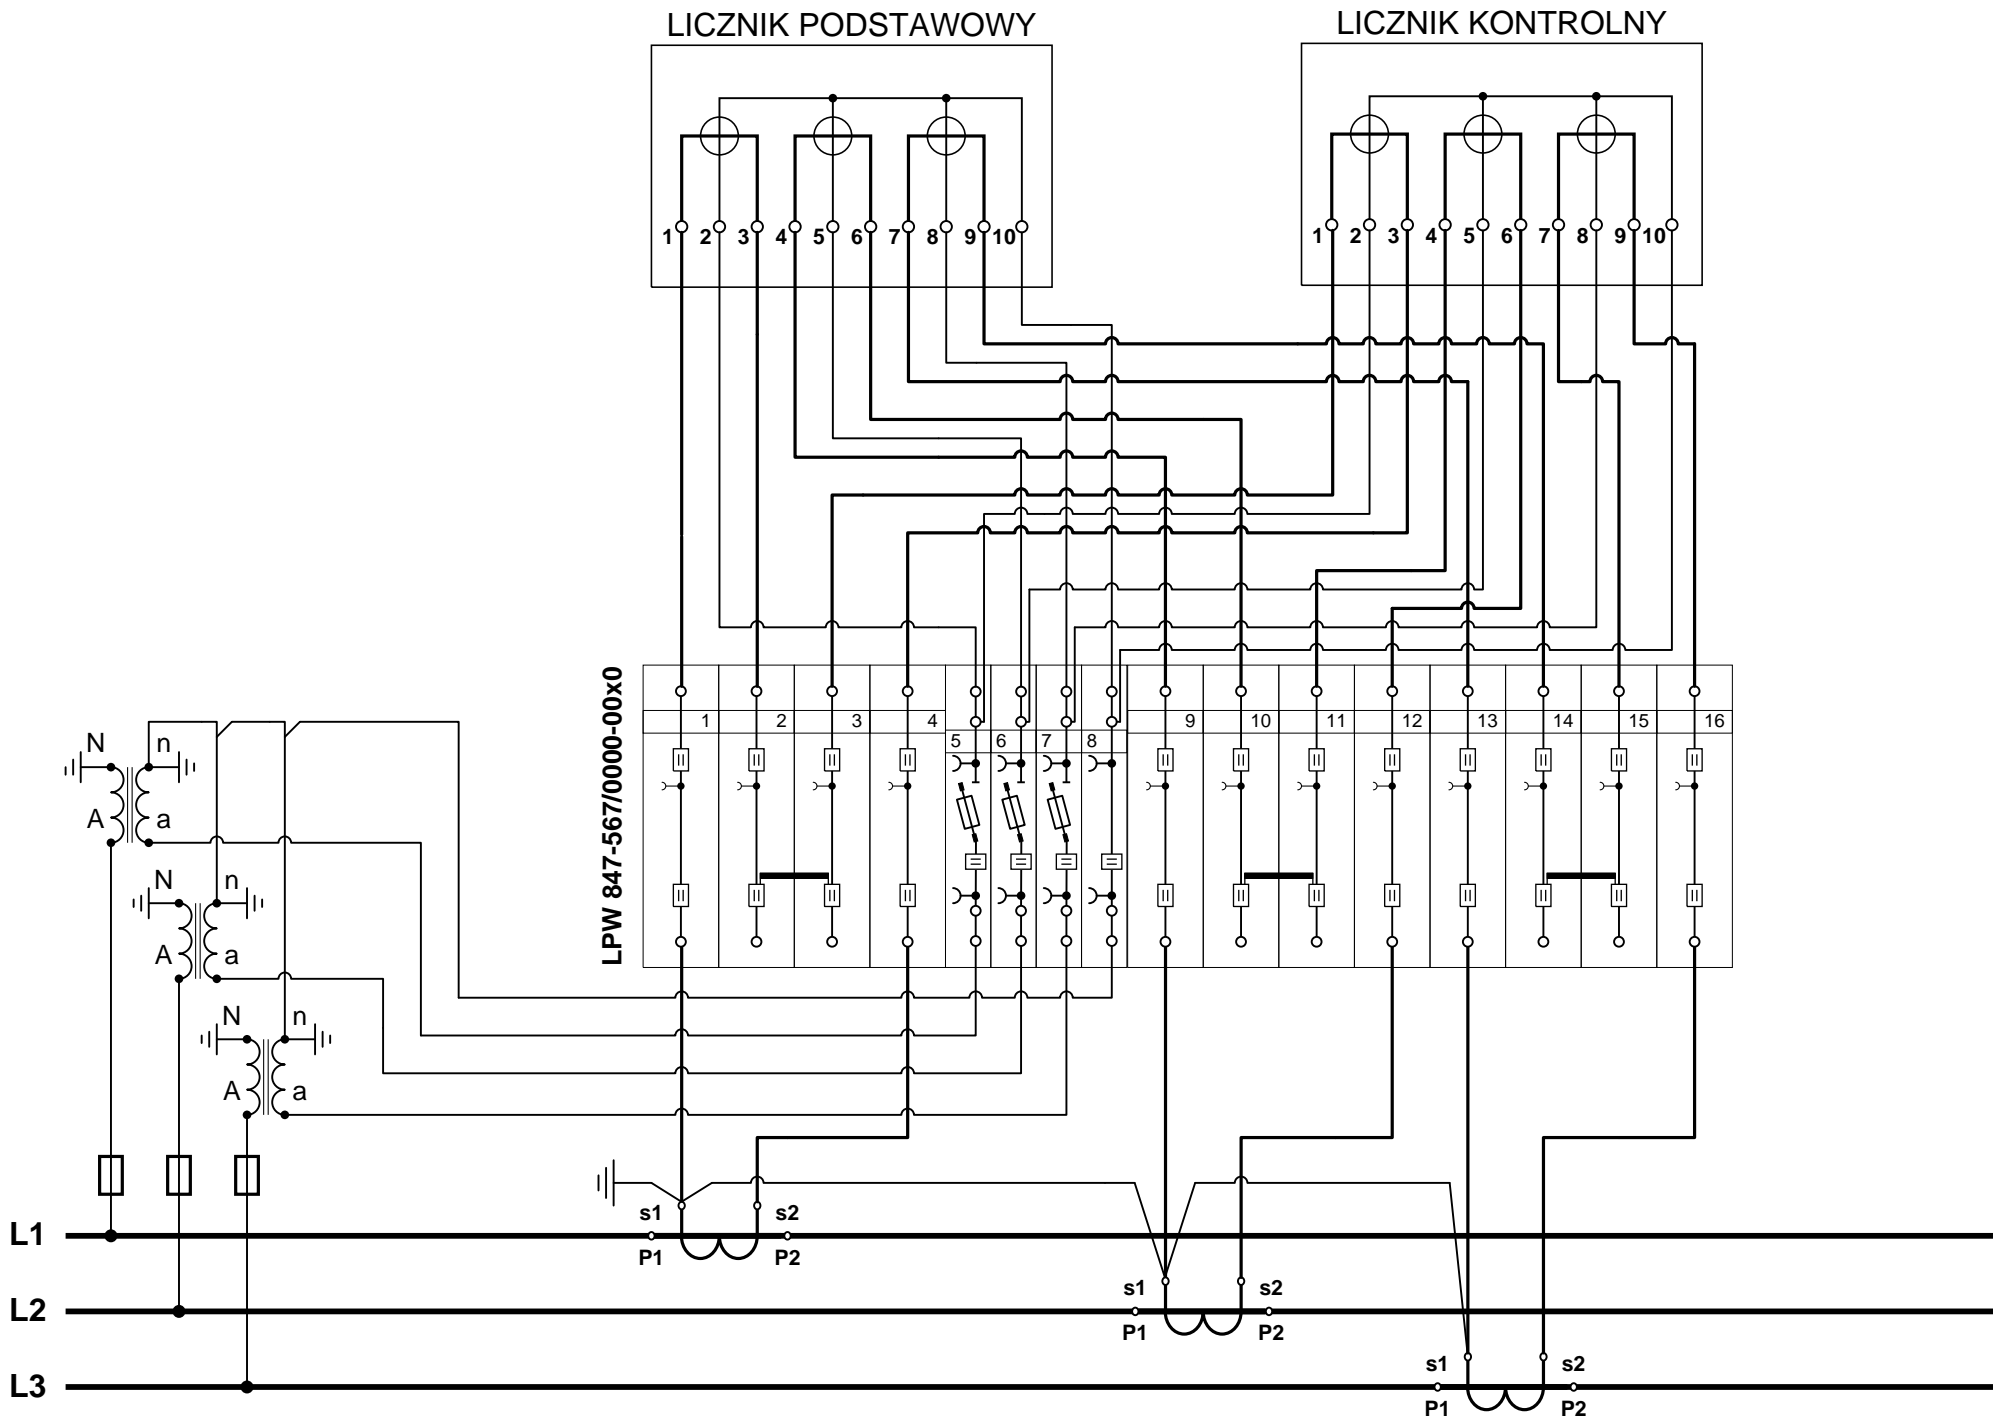 LICZNIK PODSTAWOWY
LICZNIK KONTROLNY
1 2 3 4 5 6 7 8 9 10
1 2 3 4 5 6 7 8 9 10
LPW 847-567/0000-00x0
1 2 3 4 5 6 7 8 9 10 11 12 13 14 15 16
N n
A a
N n
A a
N n
A a
L1
s1 s2
P1 P2
L2
s1 s2
P1 P2
L3
s1 s2
P1 P2